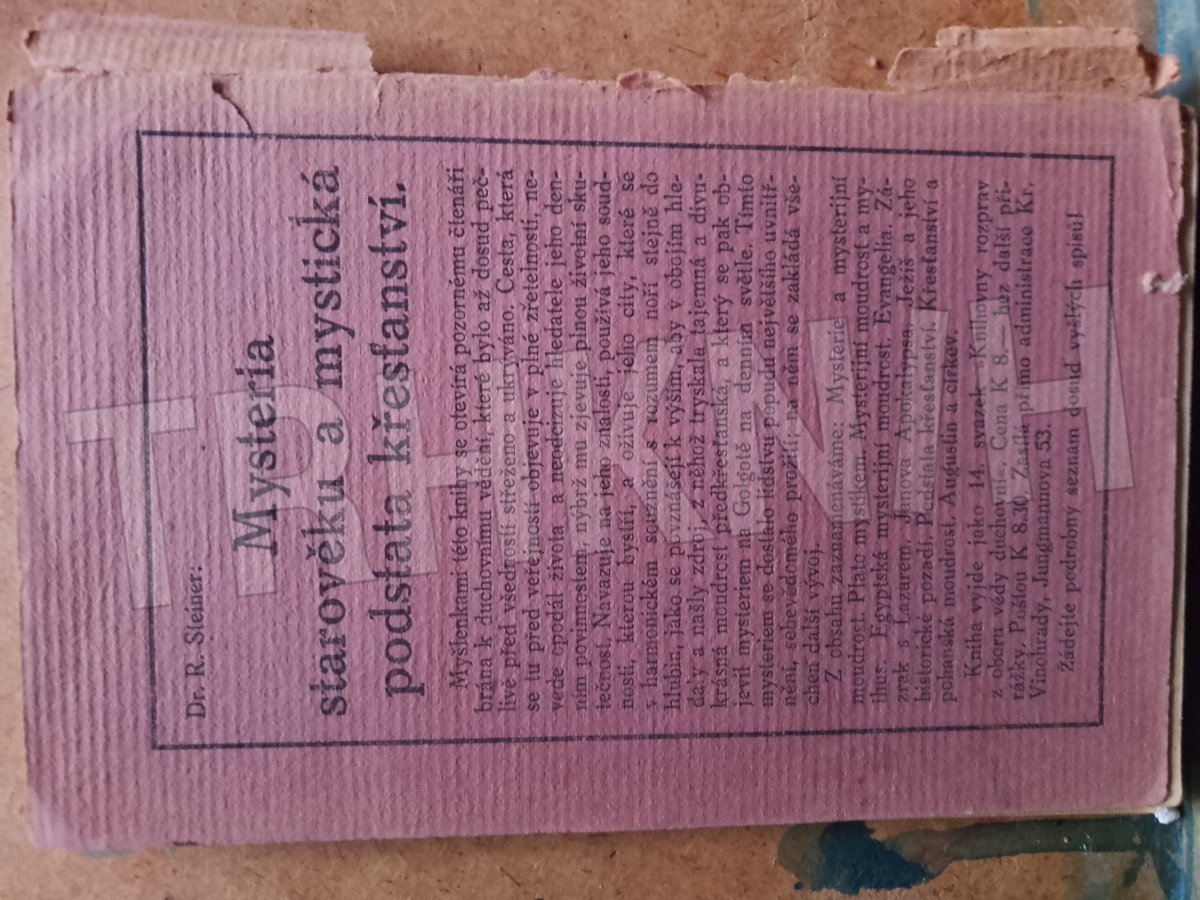 Dr. R. Steiner:
Mysteria
starověku a mystická
podstata křesťanství.
Myšlenkami této knihy se otevírá pozornému čtenáři
brána k duchovnímu vědění, které bylo až dosud peč-
livě před všedností střeženo a ukrýváno. Cesta, která
se tu před veřejností objevuje v plné zřetelnosti, ne-
vede opodál života a neodcizuje hledatele jeho den-
ním povinnostem, nýbrž mu zjevuje plnou životní sku-
tečnost. Navazuje na jeho znalosti, používá jeho soud-
nosti, kterou bystří, a oživuje jeho city, které se
v harmonickém souznění s rozumem noří stejně do
hlubin, jako se povznášejí k výším, aby v obojím hle-
daly a našly zdroj, z něhož tryskala tajemná a divu-
krásná moudrost předkřesťanská, a který se pak ob-
jevil mysteriem na Golgotě na denním světle. Tímto
mysteriem se dostalo lidstvu popudu největšího uvnitř-
nění, sebevědomého prožití; na něm se zakládá vše-
chen další vývoj.
Z obsahu zaznamenáváme: Mysterie a mysterijní
moudrost. Plato mystikem. Mysterijní moudrost a my-
thus. Egyptská mysterijní moudrost. Evangelia. Zá-
zrak s Lazarem. Janova Apokalypsa. Ježíš a jeho
historické pozadí. Podstata křesťanství. Křesťanství a
pohanská moudrost. Augustin a církev.
Kniha vyjde jako 14. svazek Knihovny rozprav
z oboru vědy duchovní. Cena K 8.— bez další při-
rážky. Poštou K 8.30. Zasílá přímo administrace Kr.
Vinohrady, Jungmannova 53.
Žádejte podrobný seznam dosud vyšlých spisů!
TRHKNIH